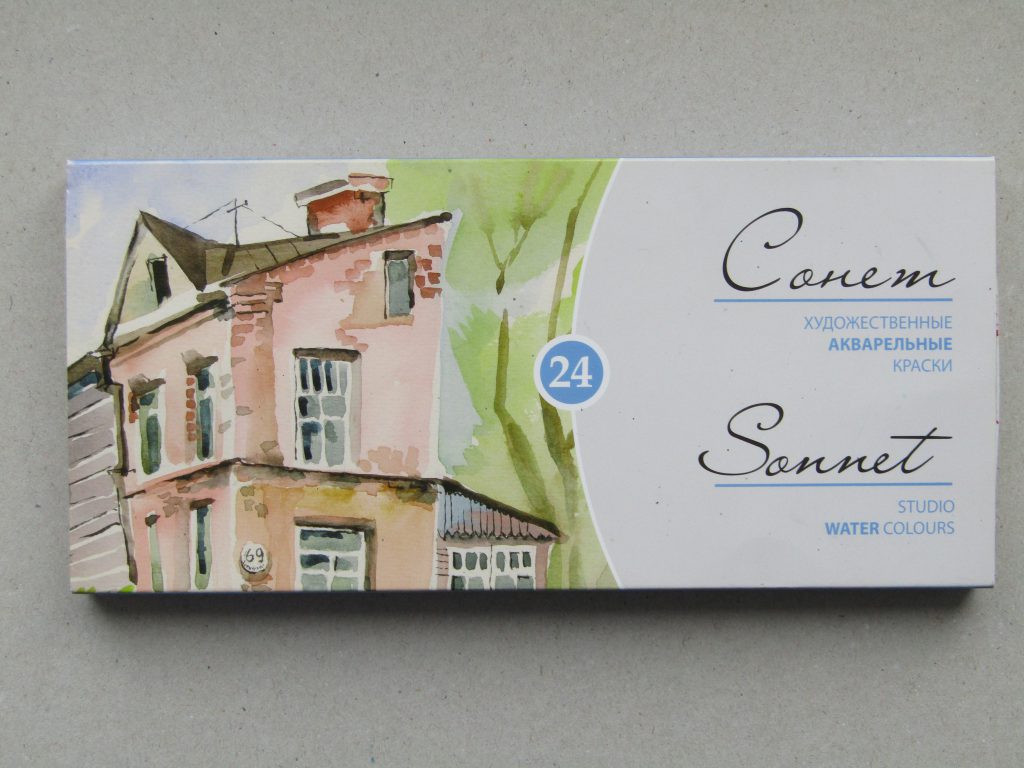 24
Сонет
ХУДОЖЕСТВЕННЫЕ
АКВАРЕЛЬНЫЕ
КРАСКИ
Sonnet
STUDIO
WATER COLOURS
69